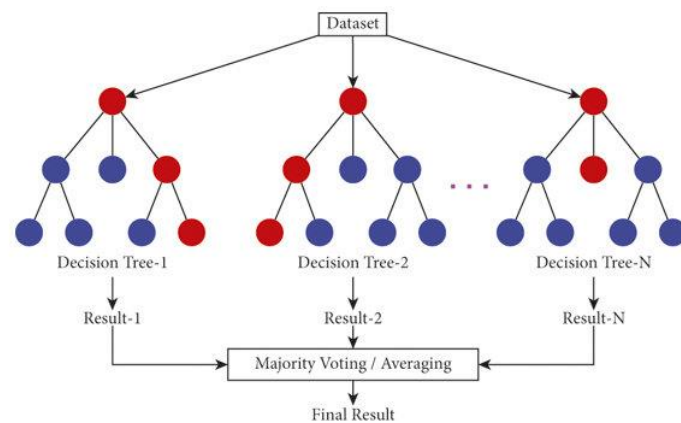 Dataset
. . .
Decision Tree-1
Decision Tree-2
Decision Tree-N
Result-1
Result-2
Result-N
Majority Voting / Averaging
Final Result